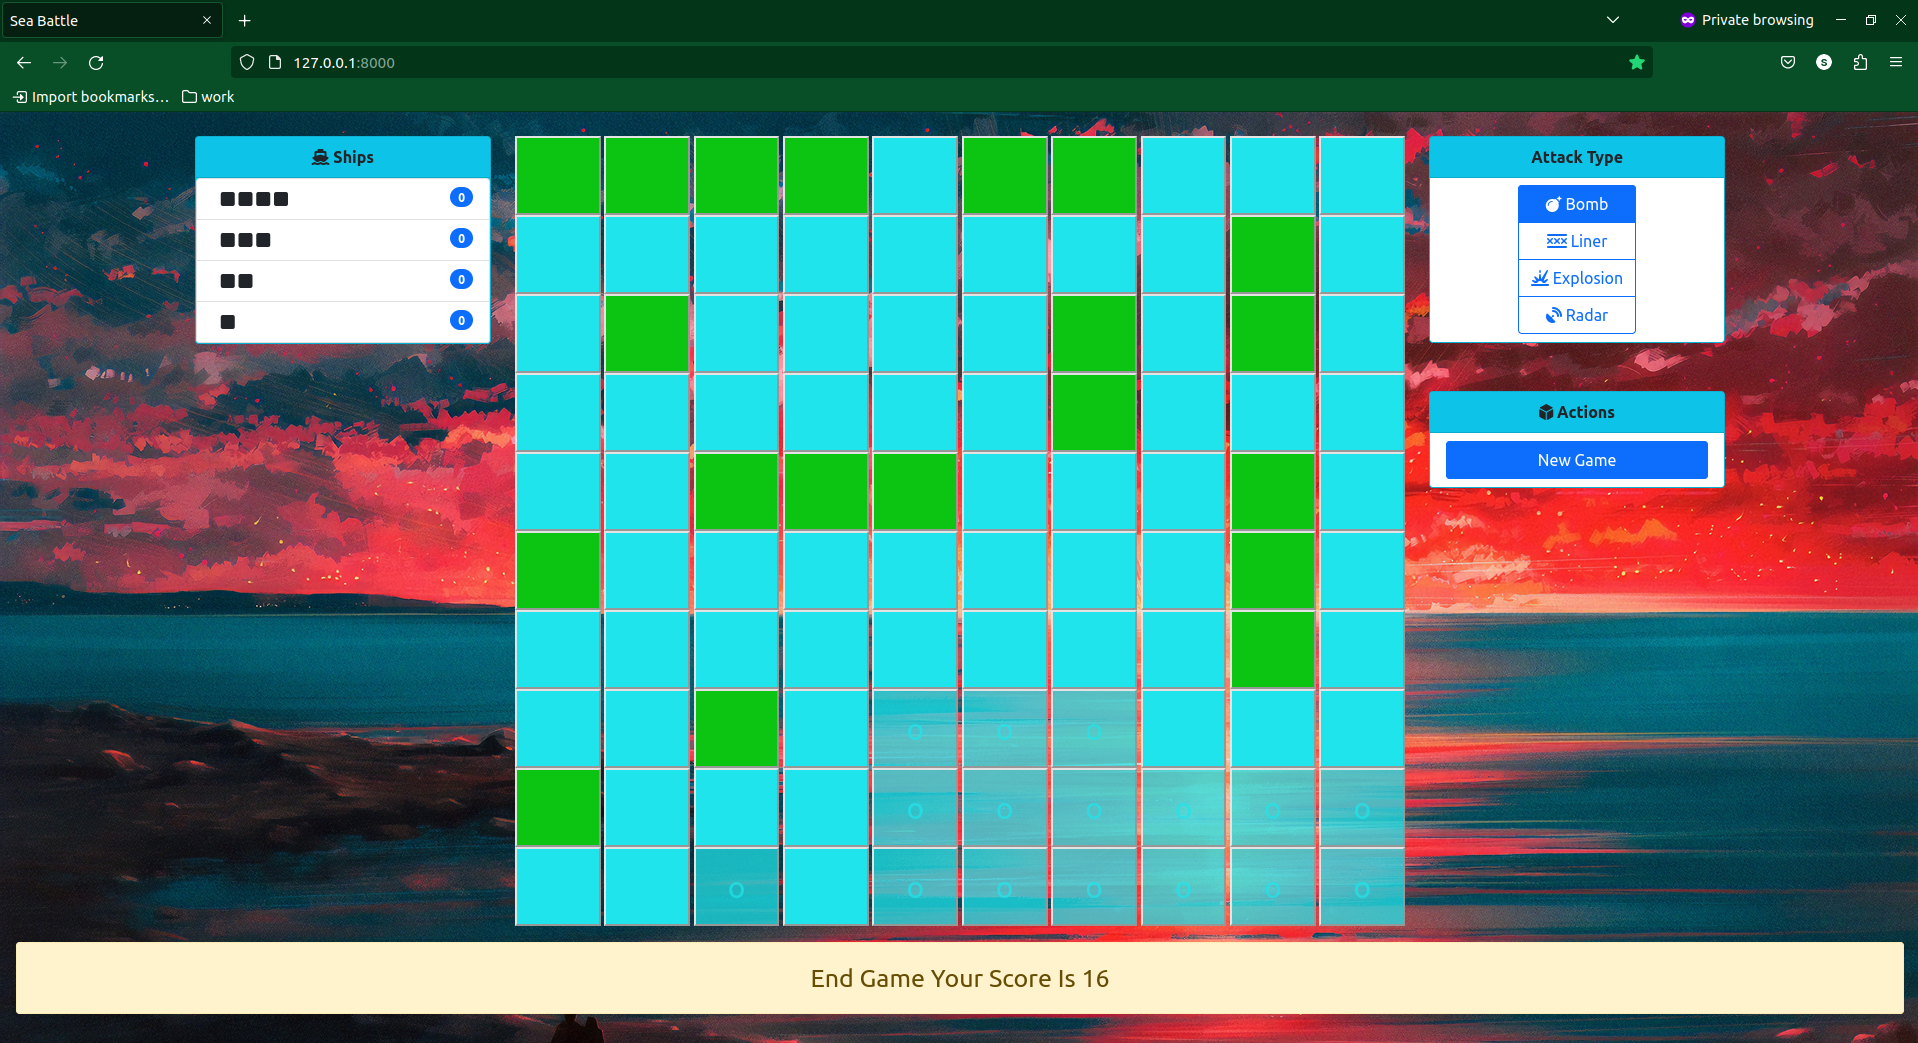 Sea Battle
Private browsing
127.0.0.1:8000
S
Import bookmarks… work
Ships
0
0
0
0
Attack Type
Bomb
xxx Liner
Explosion
Radar
Actions
New Game
O O O
O O O O O O
O O O O O O O
End Game Your Score Is 16